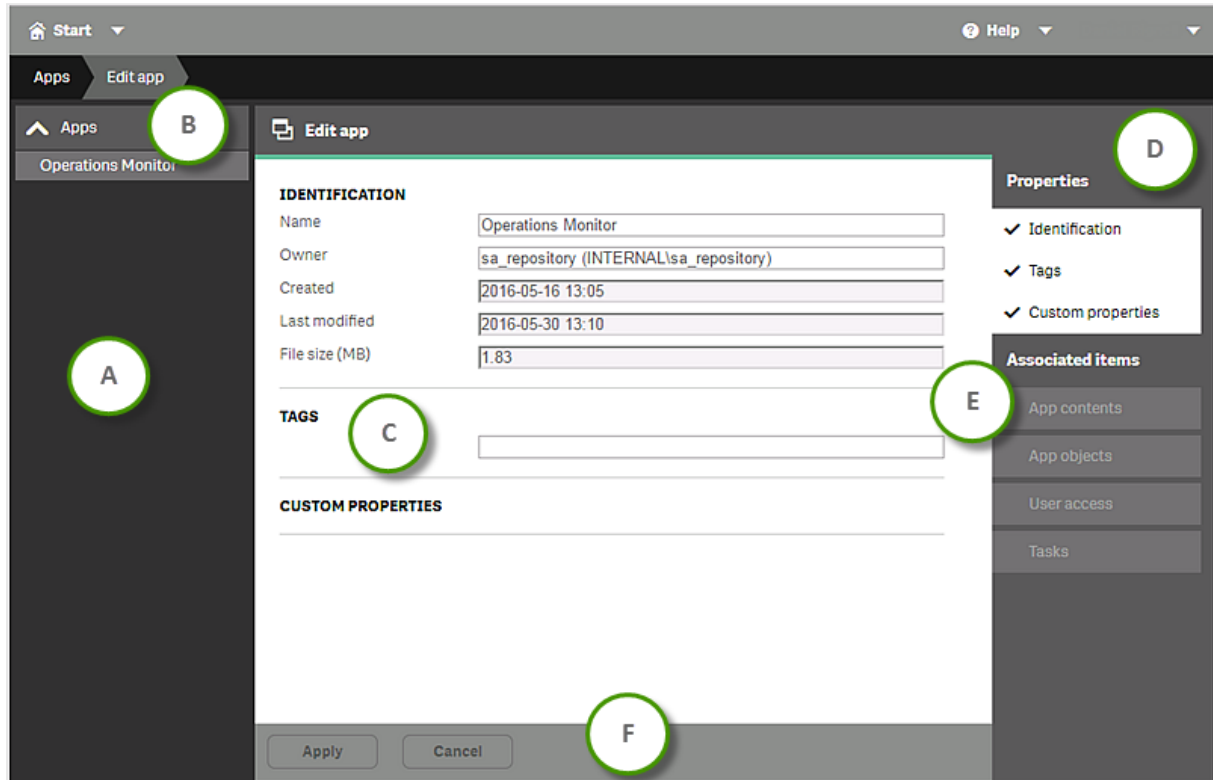 Start
Help
Apps
Edit app
Apps
B
Operations Monitor
A
Edit app
IDENTIFICATION
Name
Operations Monitor
Owner
sa_repository (INTERNAL\sa_repository)
Created
2016-05-16 13:05
Last modified
2016-05-30 13:10
File size (MB)
1.83
TAGS
C
CUSTOM PROPERTIES
Apply
Cancel
F
D
Properties
Identification
Tags
Custom properties
Associated items
E
App contents
App objects
User access
Tasks